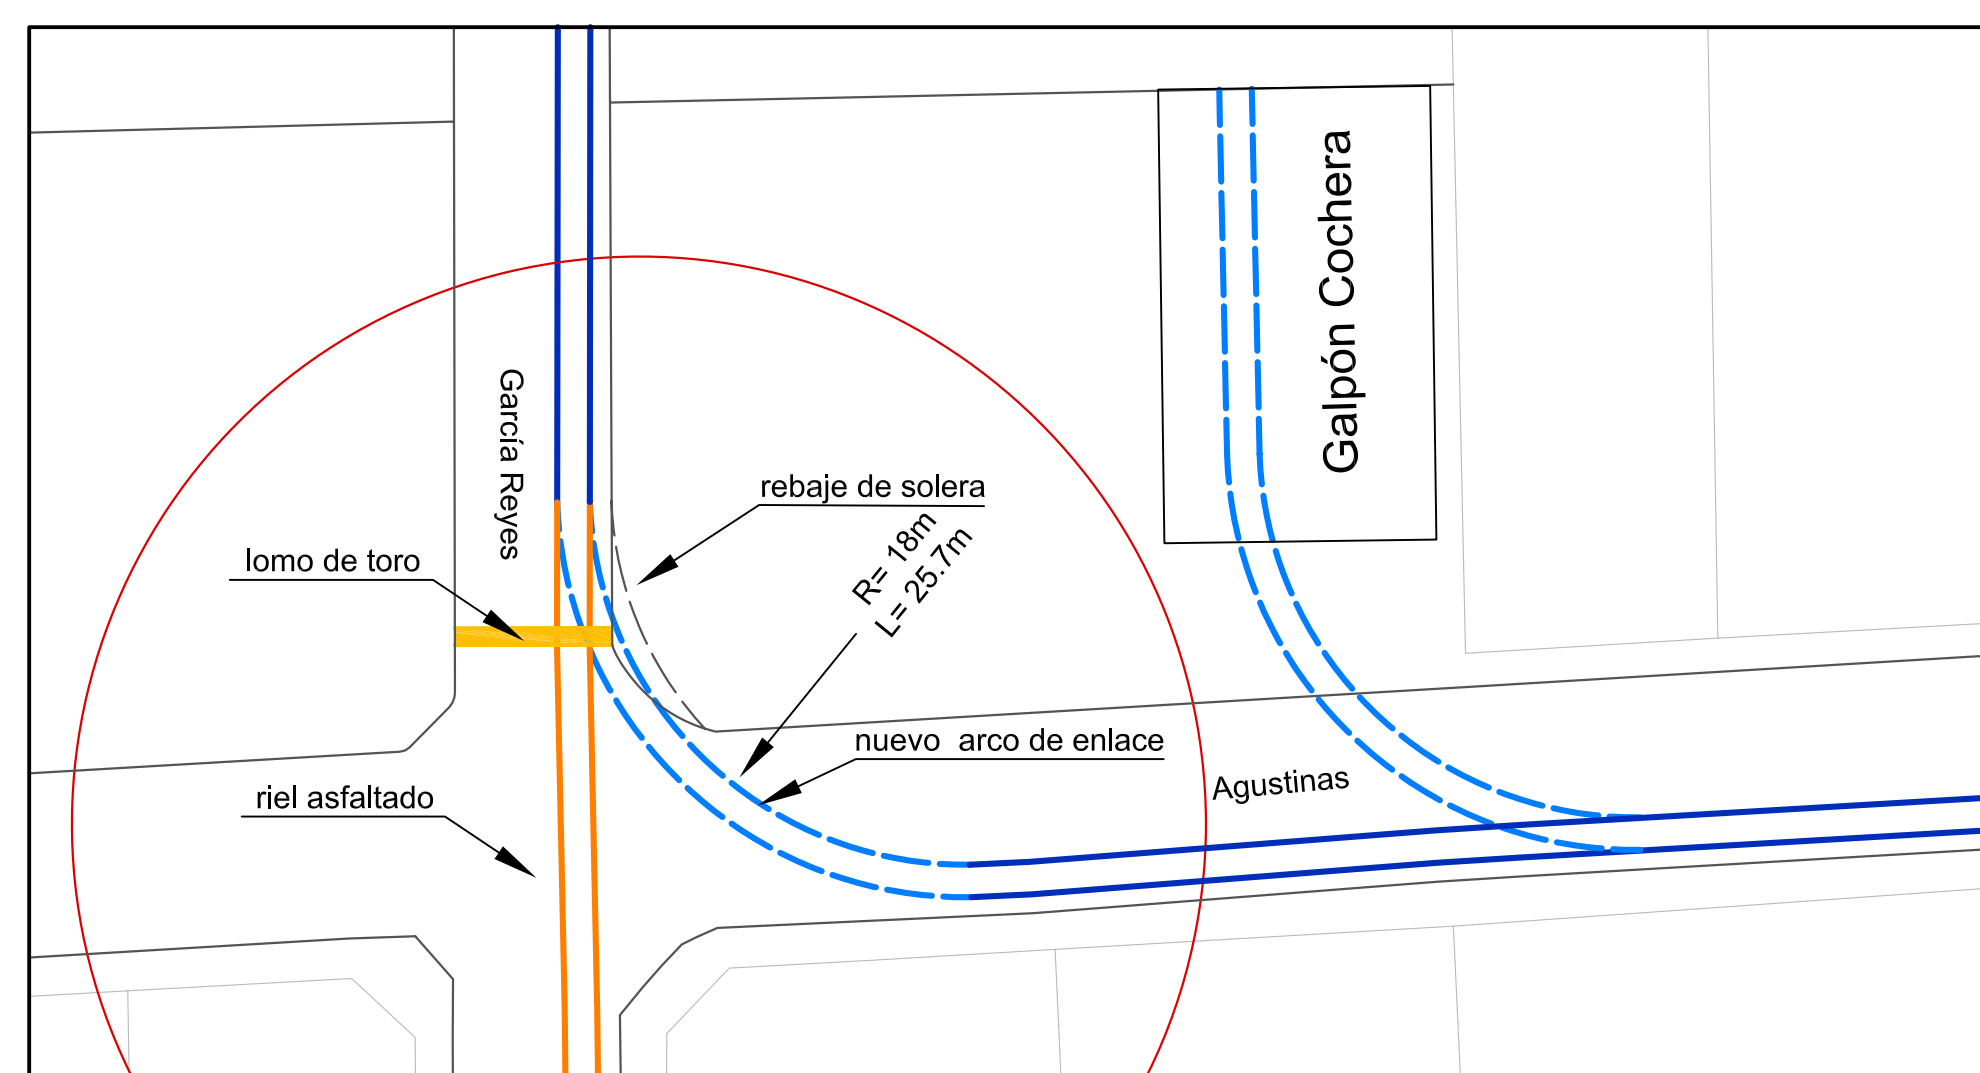 Galpón Cochera
García Reyes
rebaje de solera
R= 18m
L= 25.7m
lomo de toro
nuevo arco de enlace
Agustinas
riel asfaltado